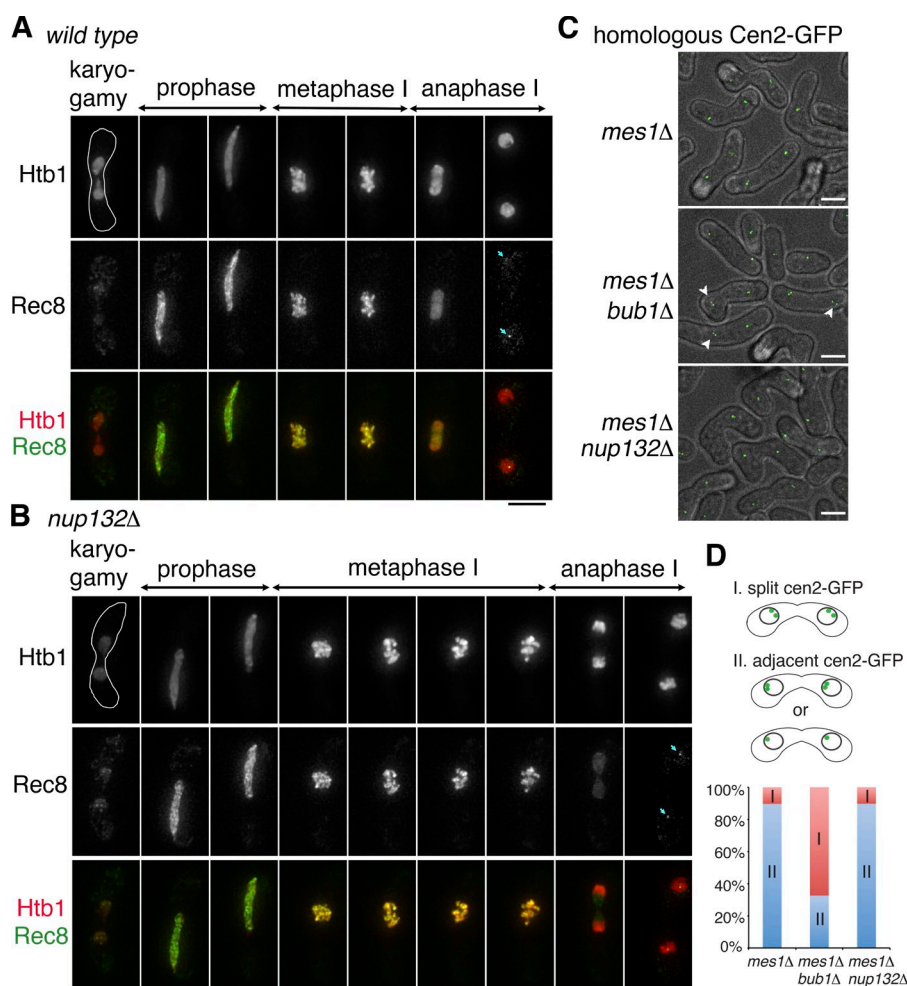 A wild type
karyo-
gamy
prophase metaphase I anaphase I
Htb1
Rec8
Htb1
Rec8
B nup132Δ
karyo-
gamy
prophase metaphase I anaphase I
Htb1
Rec8
Htb1
Rec8
C homologous Cen2-GFP
mes1Δ
mes1Δ
bub1Δ
mes1Δ
nup132Δ
D
I. split cen2-GFP
II. adjacent cen2-GFP
or
100%
80%
60%
40%
20%
0%
I
II
I
II
I
II
mes1Δ
mes1Δ
bub1Δ
mes1Δ
nup132Δ